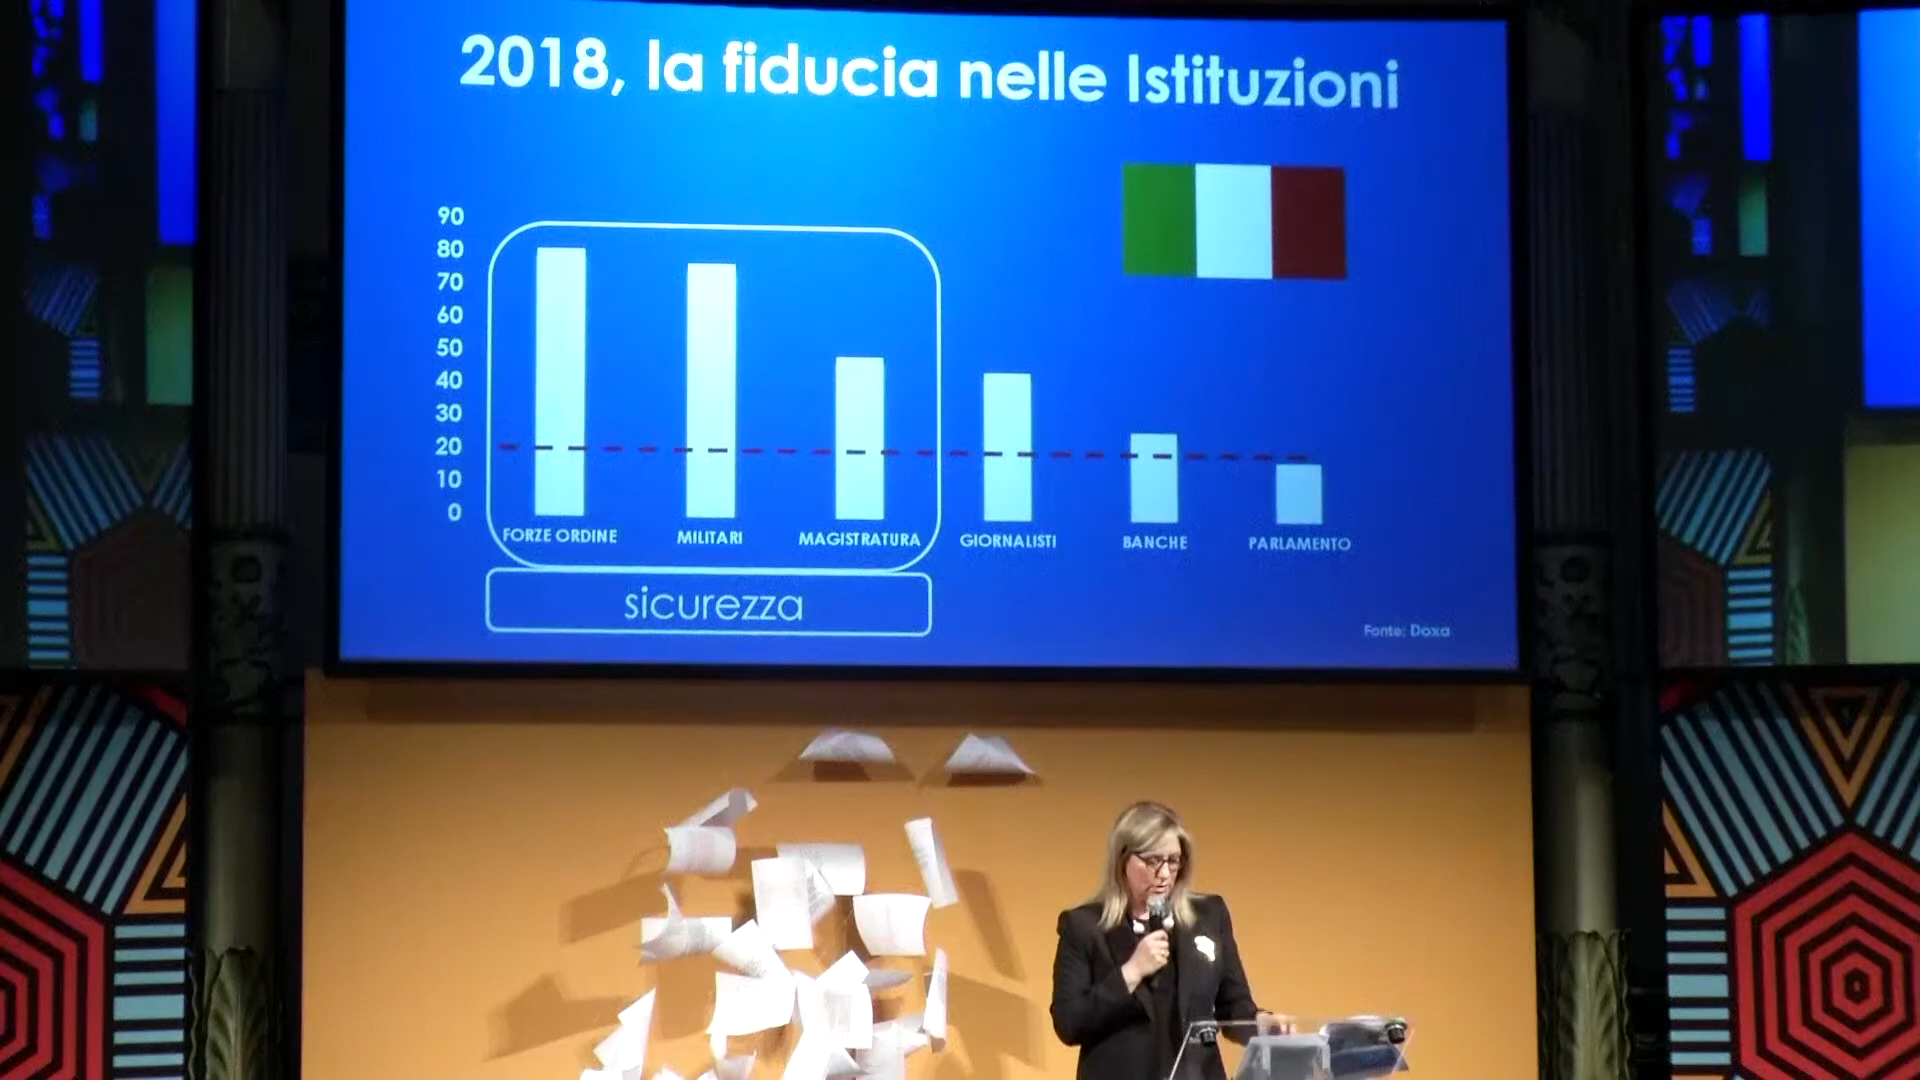 2018, la fiducia nelle Istituzioni
90
80
70
60
50
40
30
20
10
0
FORZE ORDINE
MILITARI
MAGISTRATURA
GIORNALISTI
BANCHE
PARLAMENTO
sicurezza
Fonte: Doxa